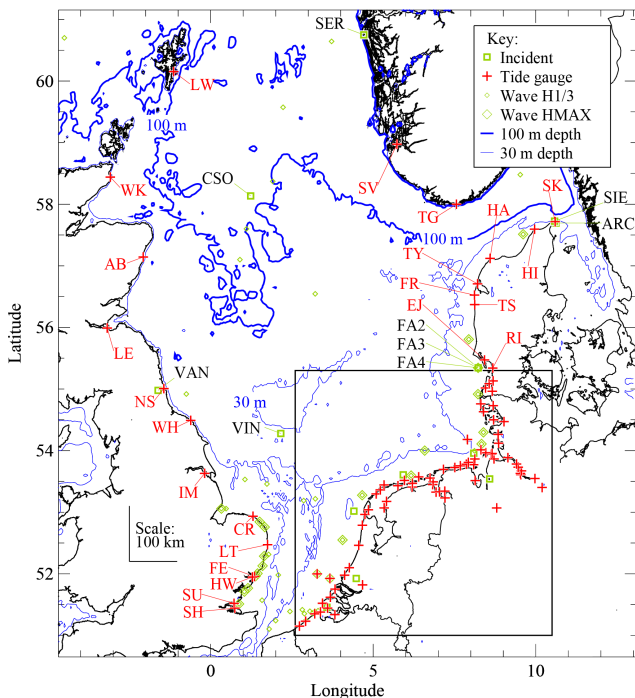 Key:
Incident
Tide gauge
Wave H1/3
Wave HMAX
100 m depth
30 m depth
SER
LW
100 m
WK
CSO
SV
TG
SK
SIE
HA
ARC
100 m
AB
TY
HI
FR
TS
EJ
LE
FA2
FA3
RI
FA4
VAN
NS
30 m
WH
VIN
IM
Scale:
100 km
CR
LT
FE
HW
SU
SH
60
58
56
54
52
Latitude
0
5
10
Longitude